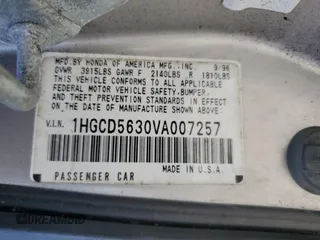 MFD.BY HONDA OF AMERICA MFG.,INC. 9/96
GVWR 3915LBS GAWR F 2140LBS R 1810LBS
THIS VEHICLE CONFORMS TO ALL APPLICABLE
FEDERAL MOTOR VEHICLE SAFETY,BUMPER,
AND THEFT PREVENTION STANDARDS IN EFFECT
ON THE DATE OF MANUFACTURE SHOWN ABOVE.
V.I.N. 1HGCD5630VA007257
MADE IN U.S.A.
PASSENGER CAR
CLEARDEAL